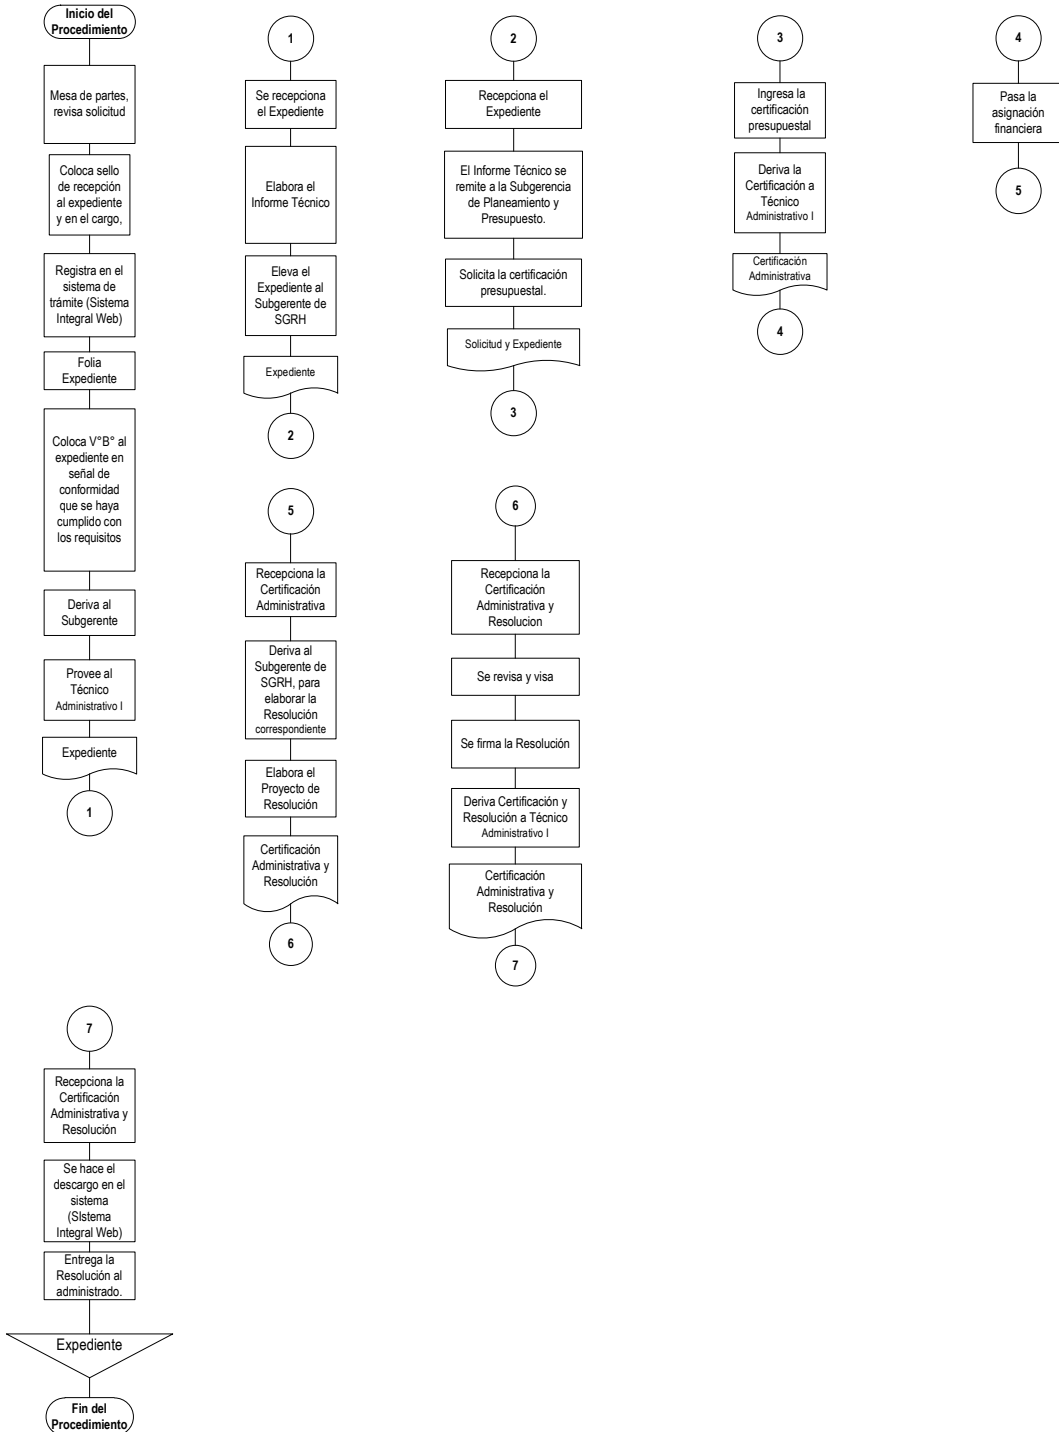 Inicio del
Procedimiento
Mesa de partes,
revisa solicitud
Coloca sello
de recepción
al expediente
y en el cargo,
Registra en el
sistema de
trámite (Sistema
Integral Web)
Folia
Expediente
Coloca V°B° al
expediente en
señal de
conformidad
que se haya
cumplido con
los requisitos
Deriva al
Subgerente
Provee al
Técnico
Administrativo I
Expediente
1
1
Se recepciona
el Expediente
Elabora el
Informe Técnico
Eleva el
Expediente al
Subgerente de
SGRH
Expediente
2
2
Recepciona el
Expediente
El Informe Técnico se
remite a la Subgerencia
de Planeamiento y
Presupuesto.
Solicita la certificación
presupuestal.
Solicitud y Expediente
3
3
Ingresa la
certificación
presupuestal
Deriva la
Certificación a
Técnico
Administrativo I
Certificación
Administrativa
4
4
Pasa la
asignación
financiera
5
5
Recepciona la
Certificación
Administrativa
Deriva al
Subgerente de
SGRH, para
elaborar la
Resolución
correspondiente
Elabora el
Proyecto de
Resolución
Certificación
Administrativa y
Resolución
6
6
Recepciona la
Certificación
Administrativa y
Resolucion
Se revisa y visa
Se firma la Resolución
Deriva Certificación y
Resolución a Técnico
Administrativo I
Certificación
Administrativa y
Resolución
7
7
Recepciona la
Certificación
Administrativa y
Resolución
Se hace el
descargo en el
sistema
(SIstema
Integral Web)
Entrega la
Resolución al
administrado.
Expediente
Fin del
Procedimiento